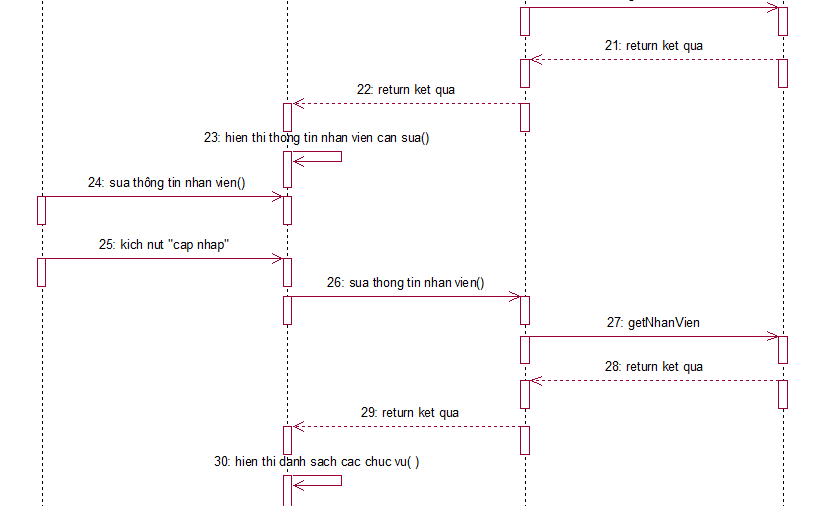 21: return ket qua
22: return ket qua
23: hien thi thong tin nhan vien can sua()
24: sua thông tin nhan vien()
25: kich nut "cap nhap"
26: sua thong tin nhan vien()
27: getNhanVien
28: return ket qua
29: return ket qua
30: hien thi danh sach cac chuc vu( )